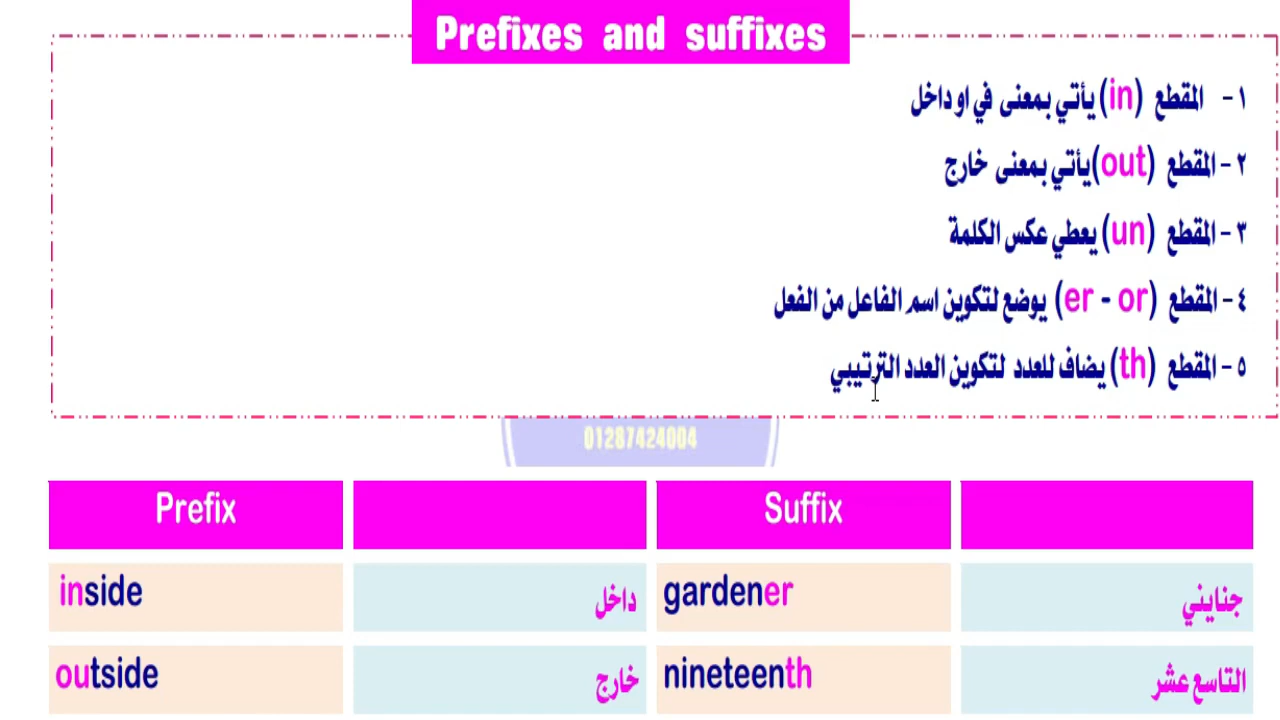 Prefixes and suffixes
١- المقطع (in) يأتي بمعنى في او داخل
٢- المقطع (out) يأتي بمعنى خارج
٣- المقطع (un) يعطي عكس الكلمة
٤- المقطع (er - or) يوضع لتكوين اسم الفاعل من الفعل
٥- المقطع (th) يضاف للعدد لتكوين العدد الترتيبي
01287424004
Prefix Suffix
inside داخل gardener جنايني
outside خارج nineteenth التاسع عشر